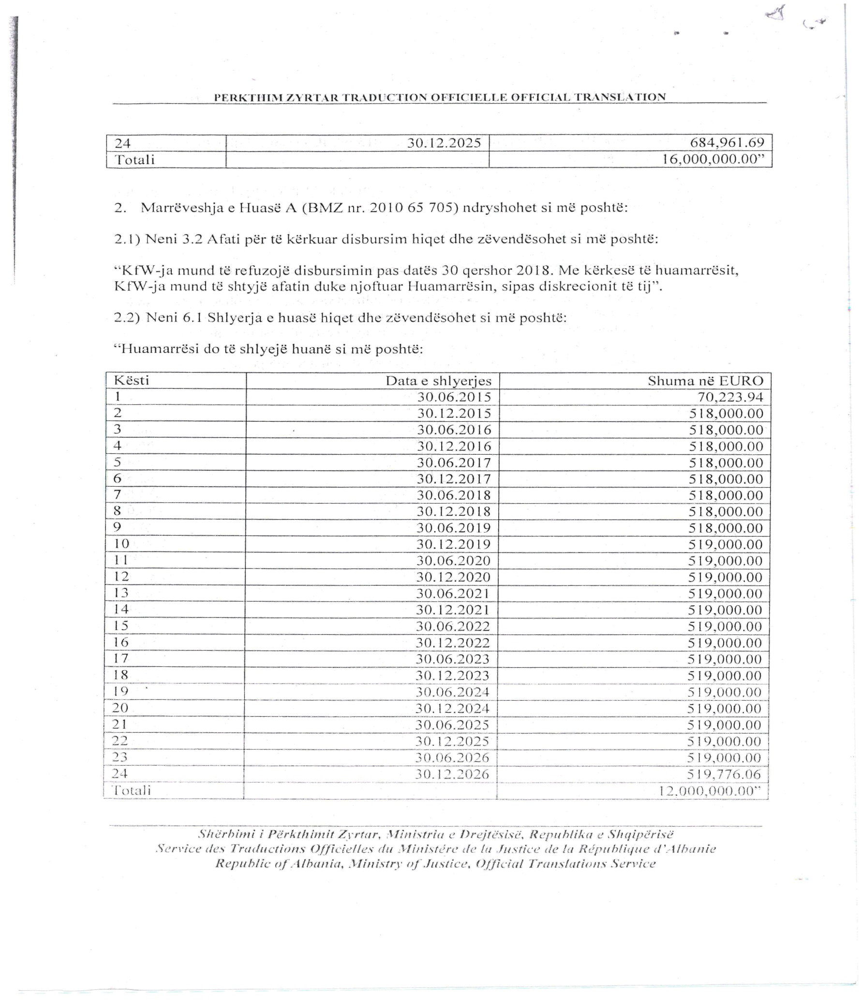 PERKTHIM ZYRTAR TRADUCTION OFFICIELLE OFFICIAL TRANSLATION
24 30.12.2025 684,961.69
Totali 16,000,000.00”
2. Marrëveshja e Huasë A (BMZ nr. 2010 65 705) ndryshohet si më poshtë:
2.1) Neni 3.2 Afati për të kërkuar disbursim hiqet dhe zëvendësohet si më poshtë:
“KfW-ja mund të refuzojë disbursimin pas datës 30 qershor 2018. Me kërkesë të huamarrësit,
KfW-ja mund të shtyjë afatin duke njoftuar Huamarrësin, sipas diskrecionit të tij”.
2.2) Neni 6.1 Shlyerja e huasë hiqet dhe zëvendësohet si më poshtë:
“Huamarrësi do të shlyejë huanë si më poshtë:
Kësti Data e shlyerjes Shuma në EURO
1 30.06.2015 70,223.94
2 30.12.2015 518,000.00
3 30.06.2016 518,000.00
4 30.12.2016 518,000.00
5 30.06.2017 518,000.00
6 30.12.2017 518,000.00
7 30.06.2018 518,000.00
8 30.12.2018 518,000.00
9 30.06.2019 518,000.00
10 30.12.2019 519,000.00
11 30.06.2020 519,000.00
12 30.12.2020 519,000.00
13 30.06.2021 519,000.00
14 30.12.2021 519,000.00
15 30.06.2022 519,000.00
16 30.12.2022 519,000.00
17 30.06.2023 519,000.00
18 30.12.2023 519,000.00
19 30.06.2024 519,000.00
20 30.12.2024 519,000.00
21 30.06.2025 519,000.00
22 30.12.2025 519,000.00
23 30.06.2026 519,000.00
24 30.12.2026 519,776.06
Totali 12.000,000.00”
Shërbimi i Përkthimit Zyrtar, Ministria e Drejtësisë, Republika e Shqipërisë
Service des Traductions Officielles du Ministére de la Justice de la République d'Albanie
Republic of Albania, Ministry of Justice, Official Translations Service